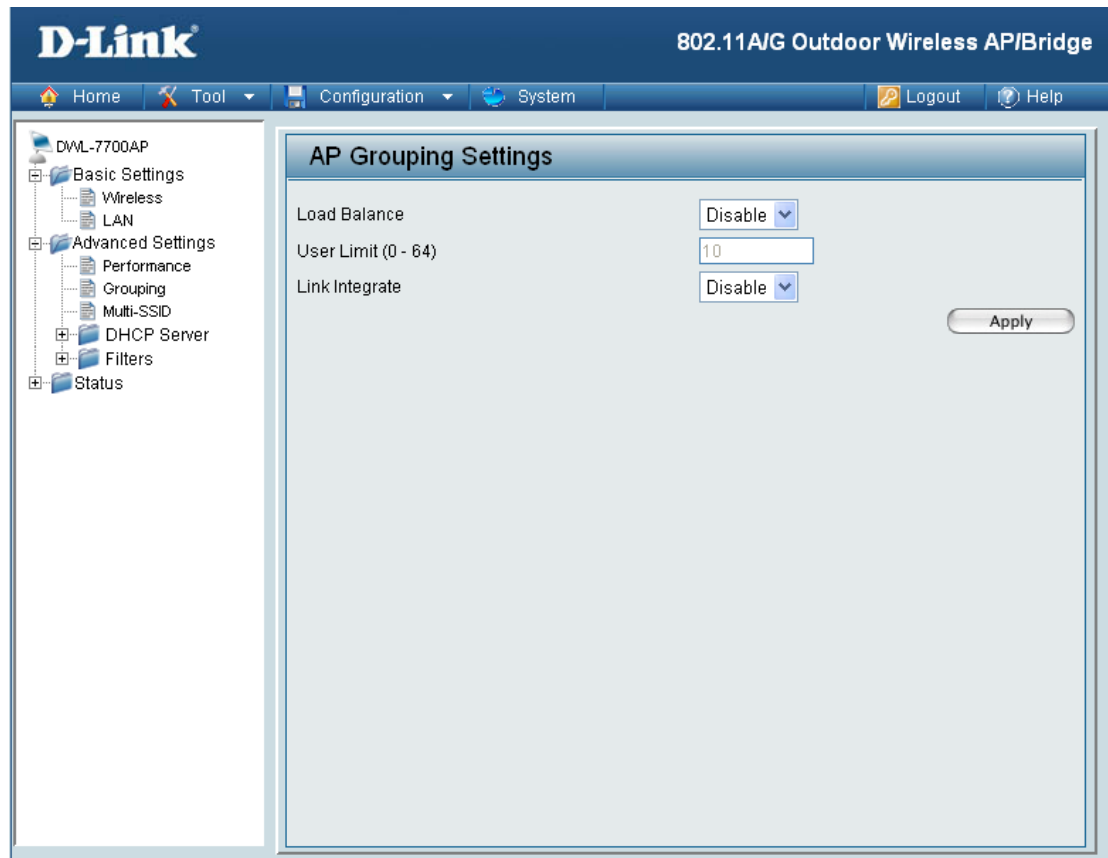 D-Link
802.11A/G Outdoor Wireless AP/Bridge
Home Tool Configuration System Logout Help
DWL-7700AP
Basic Settings
Wireless
LAN
Advanced Settings
Performance
Grouping
Multi-SSID
DHCP Server
Filters
Status
AP Grouping Settings
Load Balance Disable
User Limit (0 - 64) 10
Link Integrate Disable
Apply